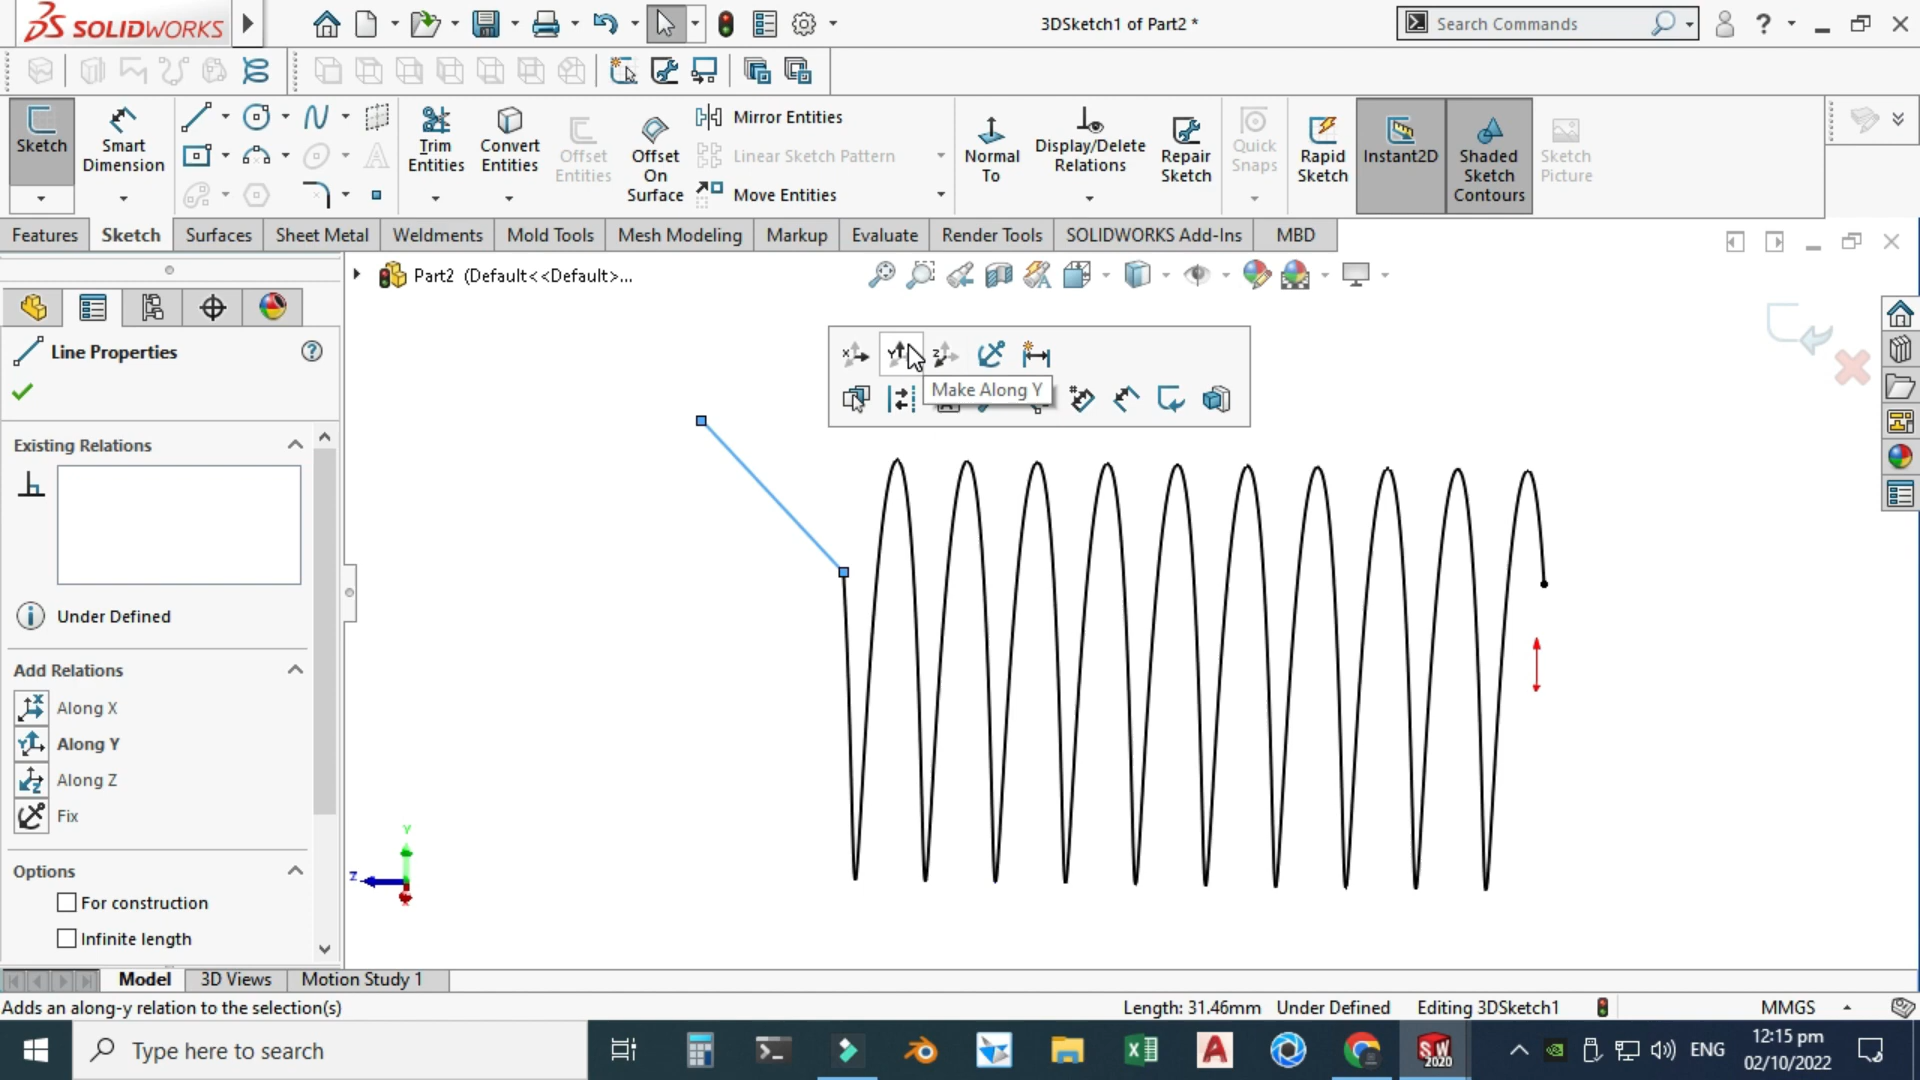 SOLIDWORKS
3DSketch1 of Part2 *
Search Commands
Sketch
Smart Dimension
Trim Entities
Convert Entities
Offset Entities
Offset On Surface
Mirror Entities
Linear Sketch Pattern
Move Entities
Normal To
Display/Delete Relations
Repair Sketch
Quick Snaps
Rapid Sketch
Instant2D
Shaded Sketch Contours
Sketch Picture
Features
Sketch
Surfaces
Sheet Metal
Weldments
Mold Tools
Mesh Modeling
Markup
Evaluate
Render Tools
SOLIDWORKS Add-Ins
MBD
Part2 (Default<<Default>...
Line Properties
Make Along Y
Existing Relations
Under Defined
Add Relations
Along X
Along Y
Along Z
Fix
Options
For construction
Infinite length
Y
Z
Model
3D Views
Motion Study 1
Adds an along-y relation to the selection(s)
Length: 31.46mm
Under Defined
Editing 3DSketch1
MMGS
Type here to search
SW 2020
ENG
12:15 pm
02/10/2022